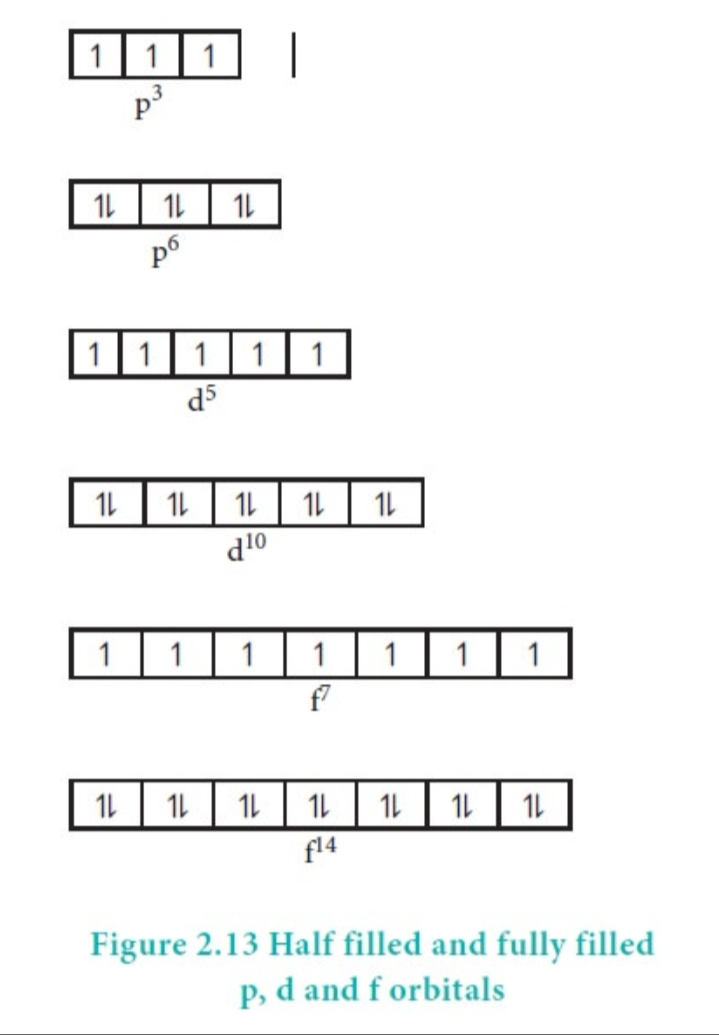 1 1 1
p³
1l 1l 1l
p⁶
1 1 1 1 1
d⁵
1l 1l 1l 1l 1l
d¹⁰
1 1 1 1 1 1 1
f⁷
1l 1l 1l 1l 1l 1l 1l
f¹⁴
Figure 2.13 Half filled and fully filled
p, d and f orbitals